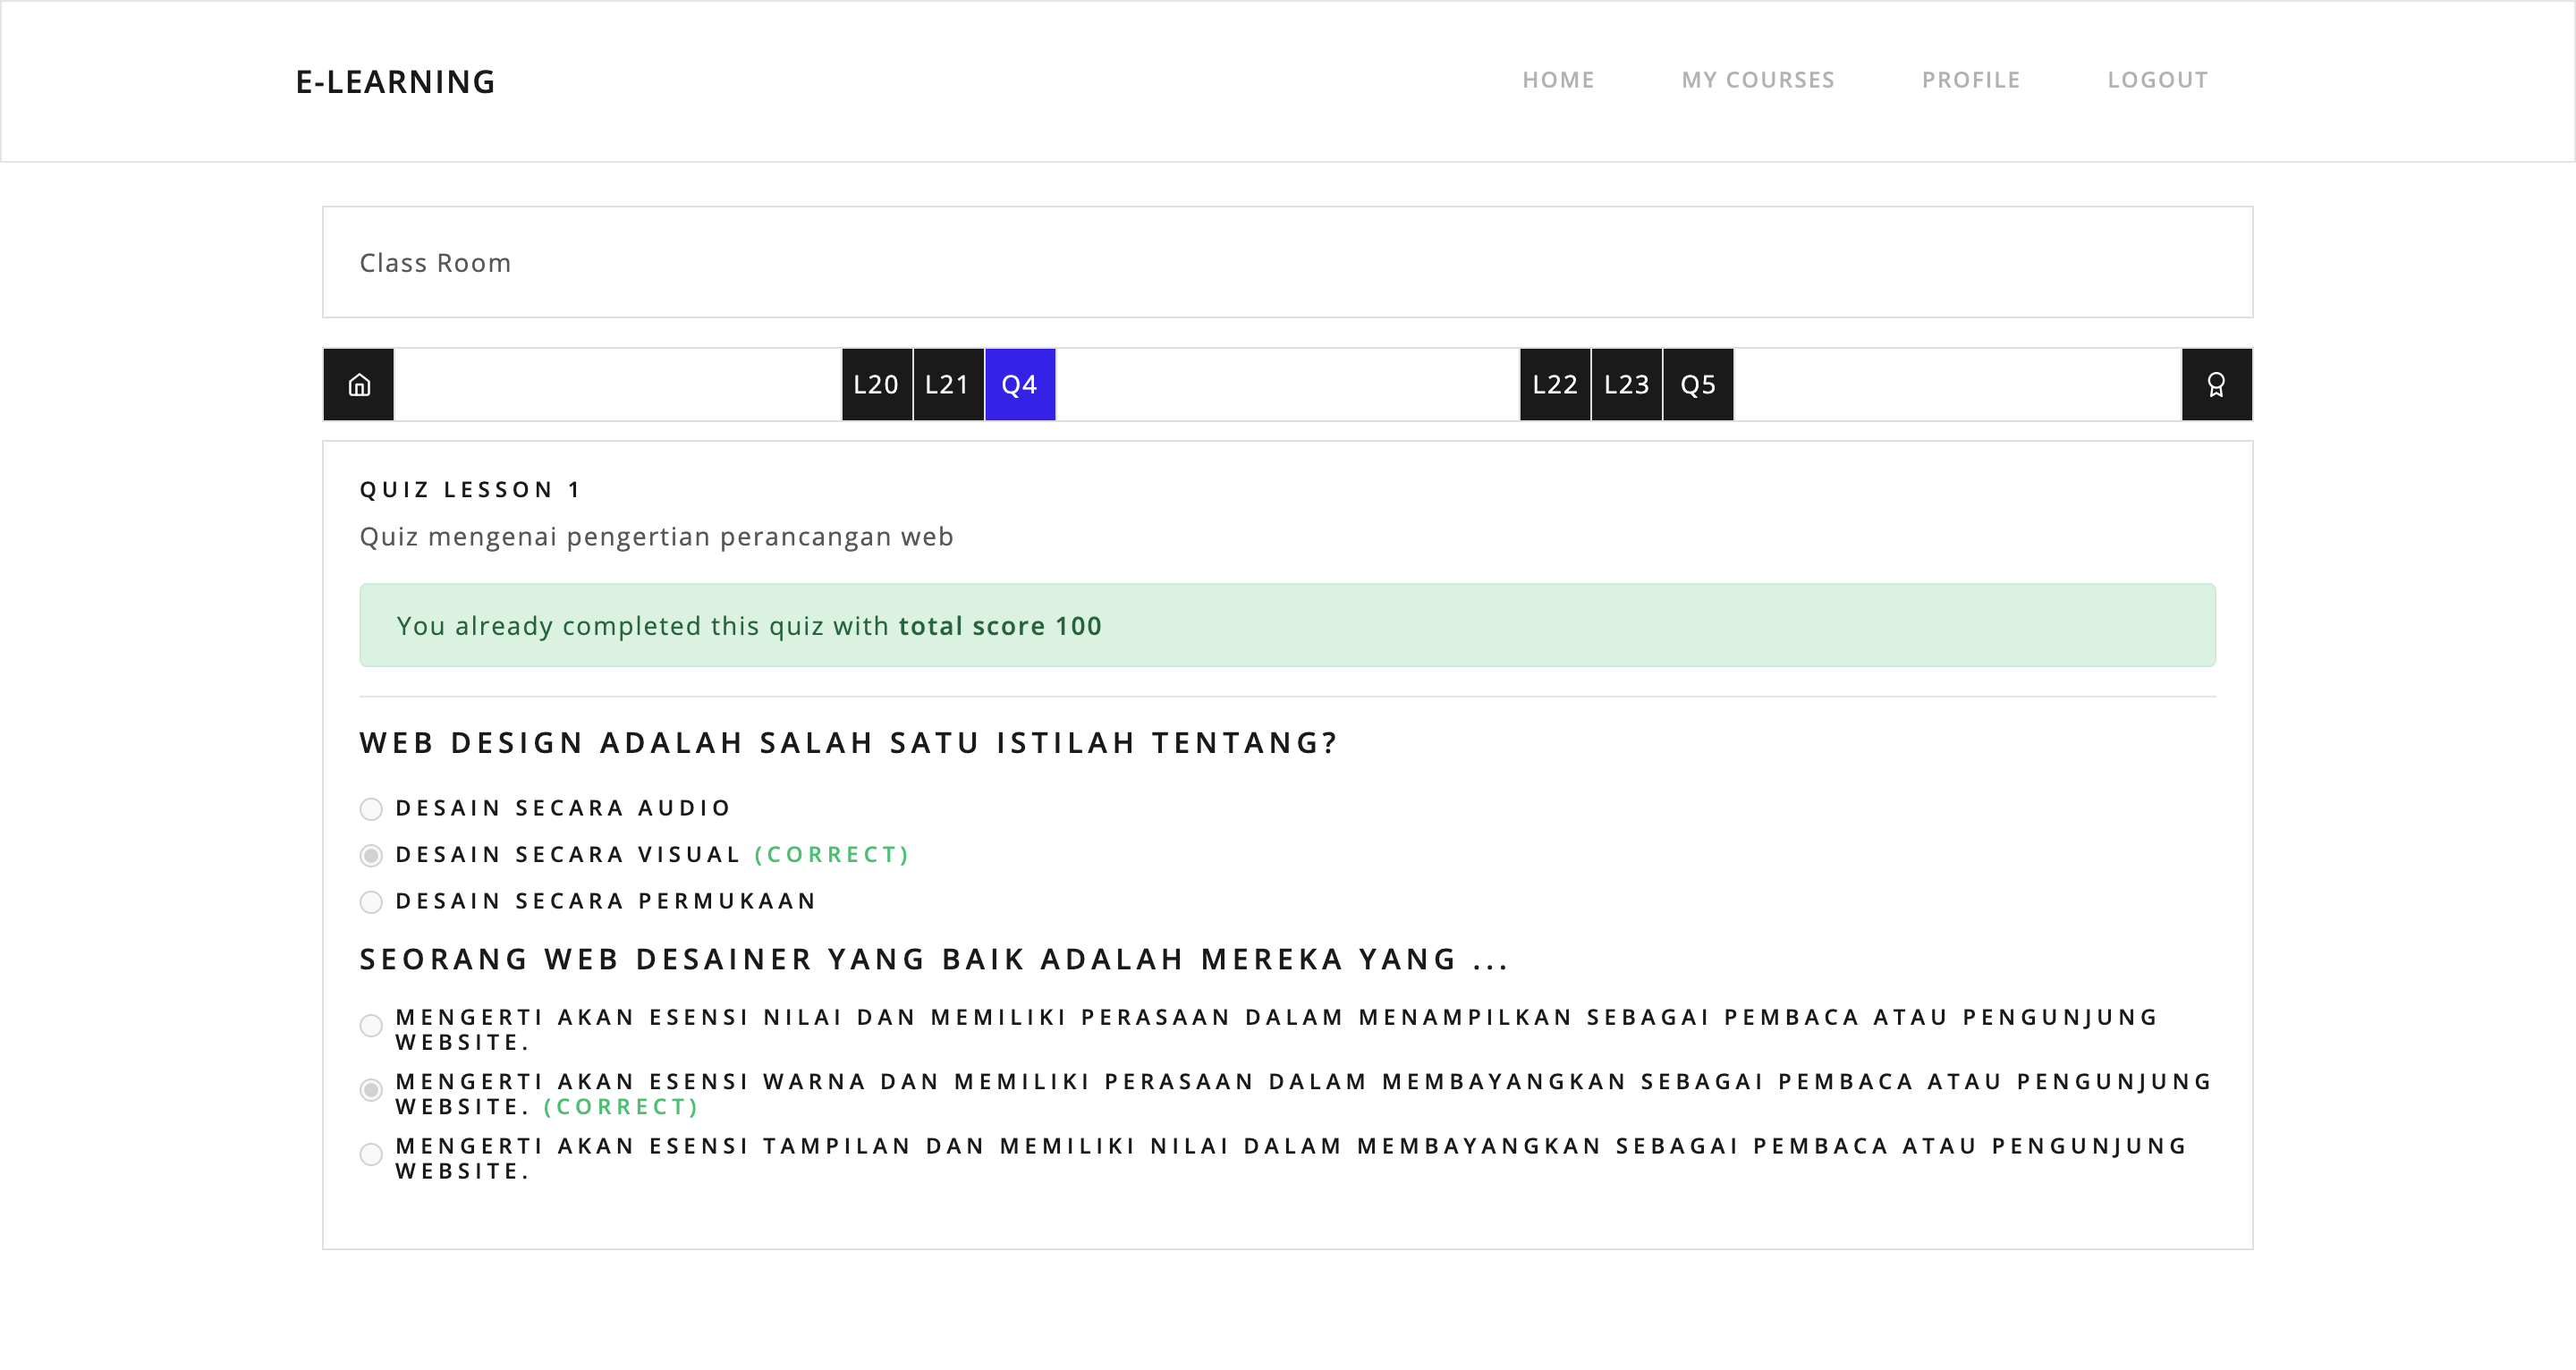 E-LEARNING
HOME MY COURSES PROFILE LOGOUT
Class Room
L20 L21 Q4 L22 L23 Q5
QUIZ LESSON 1
Quiz mengenai pengertian perancangan web
You already completed this quiz with total score 100
WEB DESIGN ADALAH SALAH SATU ISTILAH TENTANG?
DESAIN SECARA AUDIO
DESAIN SECARA VISUAL (CORRECT)
DESAIN SECARA PERMUKAAN
SEORANG WEB DESAINER YANG BAIK ADALAH MEREKA YANG ...
MENGERTI AKAN ESENSI NILAI DAN MEMILIKI PERASAAN DALAM MENAMPILKAN SEBAGAI PEMBACA ATAU PENGUNJUNG
WEBSITE.
MENGERTI AKAN ESENSI WARNA DAN MEMILIKI PERASAAN DALAM MEMBAYANGKAN SEBAGAI PEMBACA ATAU PENGUNJUNG
WEBSITE. (CORRECT)
MENGERTI AKAN ESENSI TAMPILAN DAN MEMILIKI NILAI DALAM MEMBAYANGKAN SEBAGAI PEMBACA ATAU PENGUNJUNG
WEBSITE.